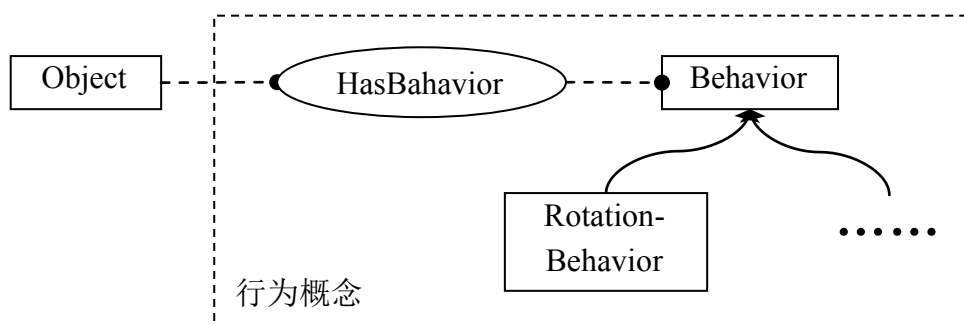 Object
HasBahavior
Behavior
Rotation-
Behavior
······
行为概念